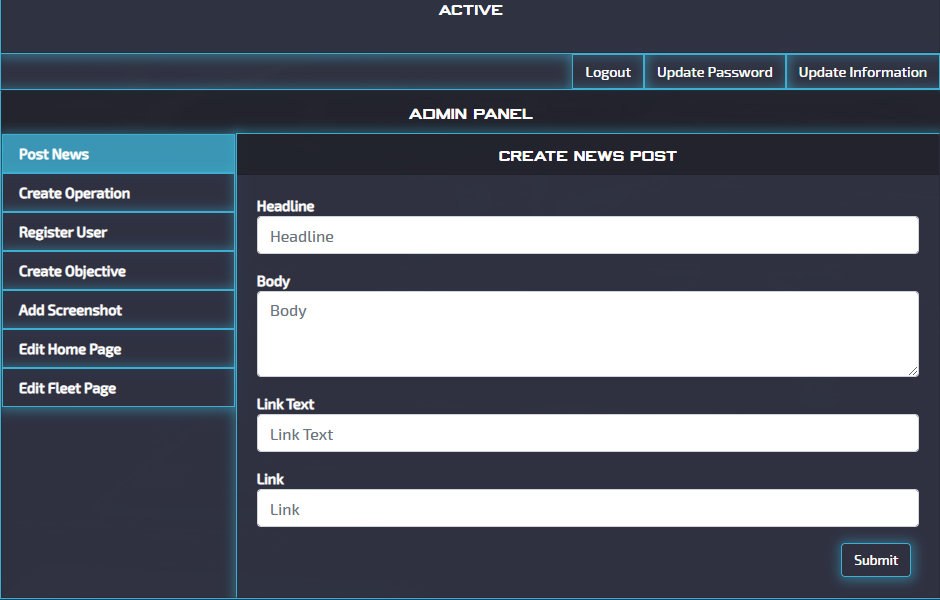 ACTIVE
Logout Update Password Update Information
ADMIN PANEL
Post News
Create Operation
Register User
Create Objective
Add Screenshot
Edit Home Page
Edit Fleet Page
CREATE NEWS POST
Headline
Headline
Body
Body
Link Text
Link Text
Link
Link
Submit